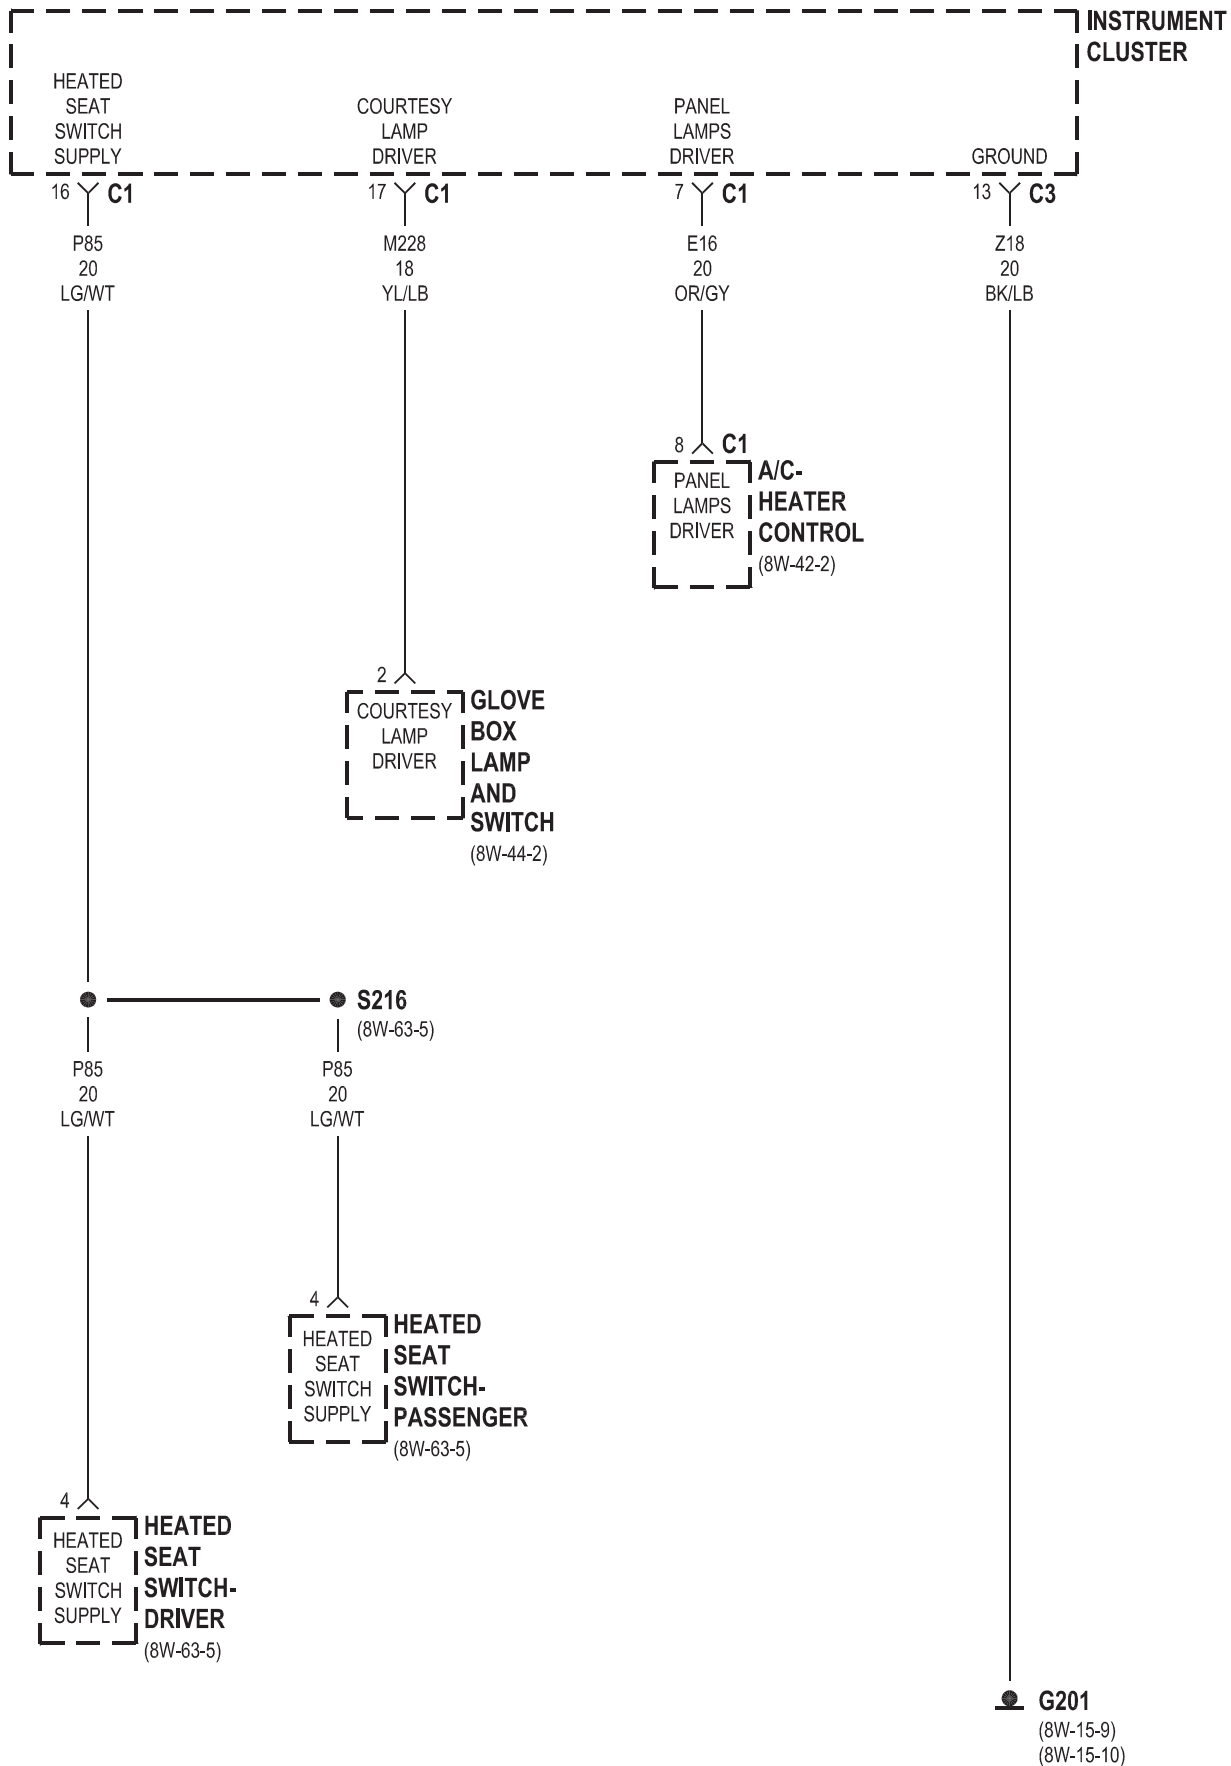 INSTRUMENT
CLUSTER
HEATED
SEAT
SWITCH
SUPPLY
COURTESY
LAMP
DRIVER
PANEL
LAMPS
DRIVER
GROUND
16 C1
17 C1
7 C1
13 C3
P85
20
LG/WT
M228
18
YL/LB
E16
20
OR/GY
Z18
20
BK/LB
8 C1
PANEL
LAMPS
DRIVER
A/C-
HEATER
CONTROL
(8W-42-2)
2
COURTESY
LAMP
DRIVER
GLOVE
BOX
LAMP
AND
SWITCH
(8W-44-2)
S216
(8W-63-5)
P85
20
LG/WT
P85
20
LG/WT
4
HEATED
SEAT
SWITCH
SUPPLY
HEATED
SEAT
SWITCH-
PASSENGER
(8W-63-5)
4
HEATED
SEAT
SWITCH
SUPPLY
HEATED
SEAT
SWITCH-
DRIVER
(8W-63-5)
G201
(8W-15-9)
(8W-15-10)